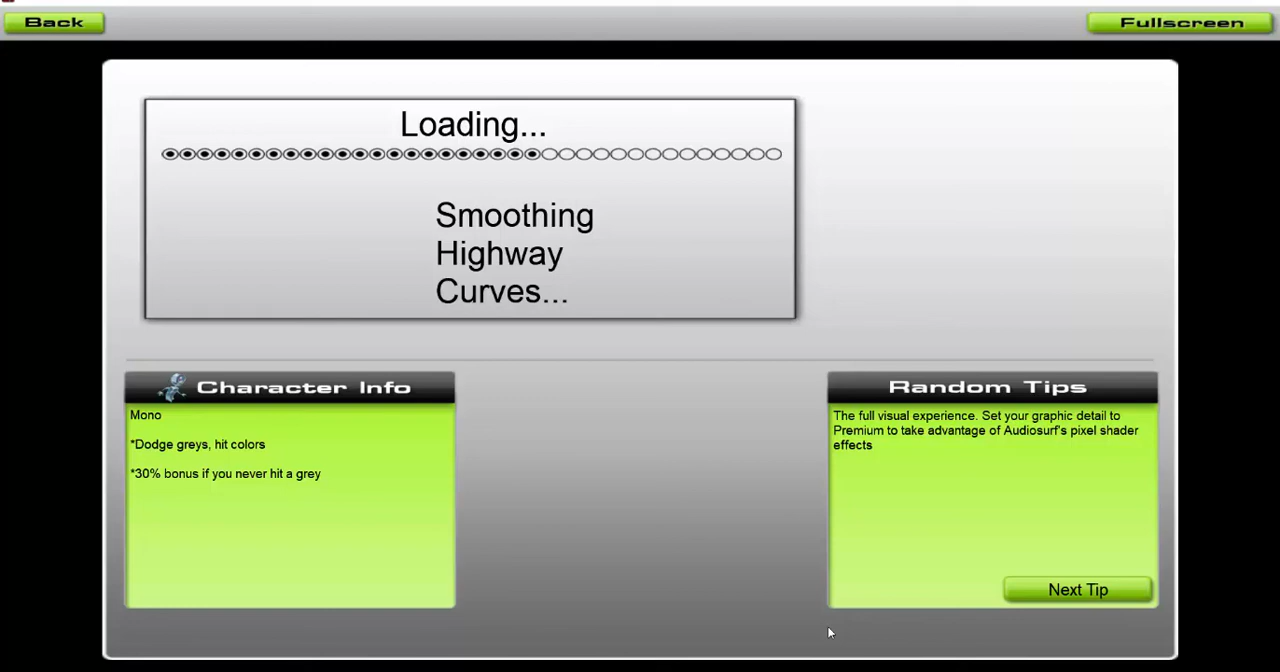 Back
Fullscreen
Loading...
Smoothing
Highway
Curves...
Character Info
Mono
*Dodge greys, hit colors
*30% bonus if you never hit a grey
Random Tips
The full visual experience. Set your graphic detail to
Premium to take advantage of Audiosurf's pixel shader
effects
Next Tip